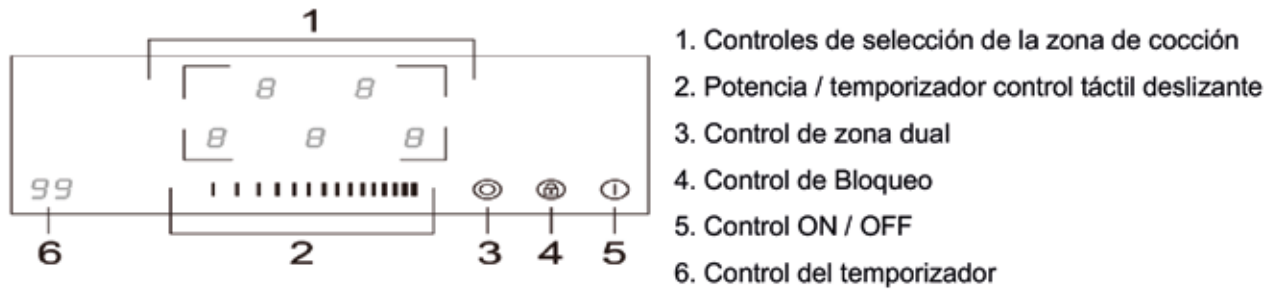 1
8 8
8 8 8
99
6 2 3 4 5
1. Controles de selección de la zona de cocción
2. Potencia / temporizador control táctil deslizante
3. Control de zona dual
4. Control de Bloqueo
5. Control ON / OFF
6. Control del temporizador